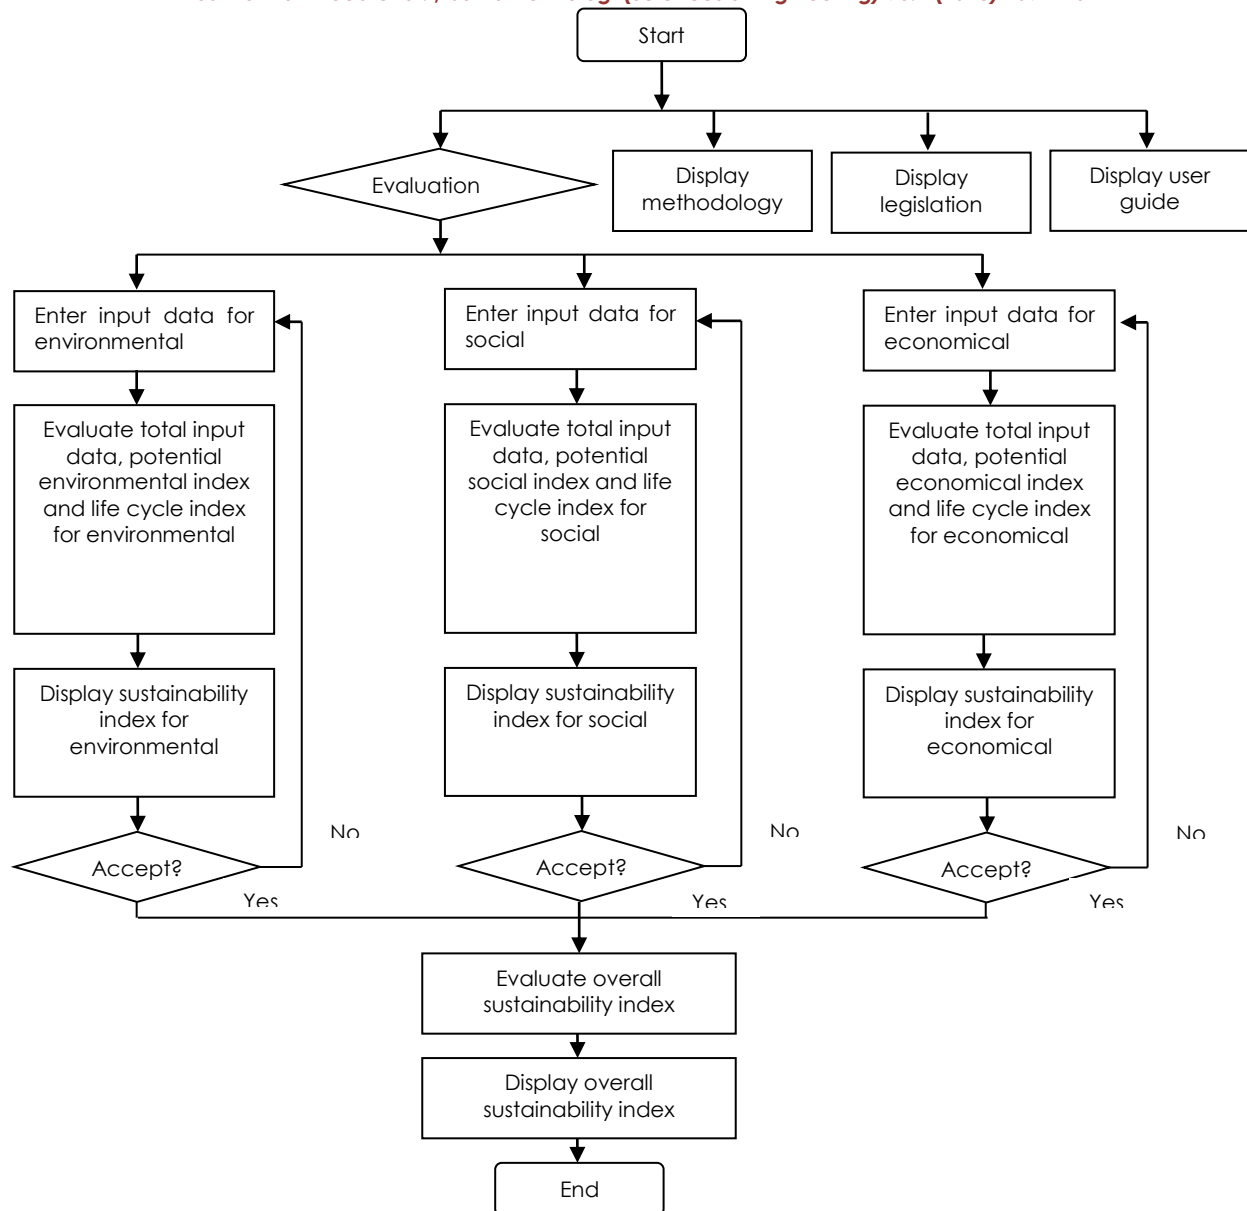 Start
Evaluation
Display
methodology
Display
legislation
Display user
guide
Enter input data for
environmental
Enter input data for
social
Enter input data for
economical
Evaluate total input
data, potential
environmental index
and life cycle index
for environmental
Evaluate total input
data, potential
social index and life
cycle index for
social
Evaluate total input
data, potential
economical index
and life cycle index
for economical
Display sustainability
index for
environmental
Display sustainability
index for social
Display sustainability
index for
economical
No
No
No
Accept?
Accept?
Accept?
Yes
Yes
Yes
Evaluate overall
sustainability index
Display overall
sustainability index
End